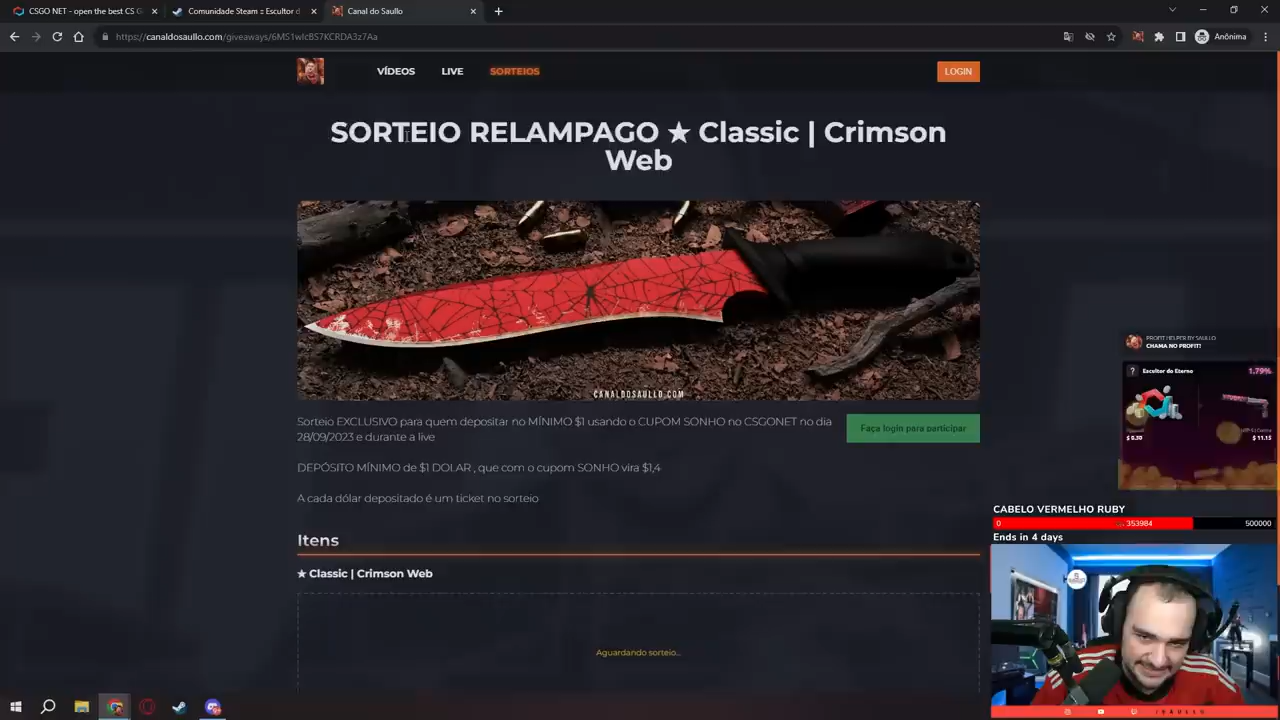 CSGO NET - open the best CS G
Comunidade Steam :: Escultor d
Canal do Saullo
https://canaldosaullo.com/giveaways/6MS1wIcBS7KCRDA3z7Aa
Anônima
VÍDEOS
LIVE
SORTEIOS
LOGIN
SORTEIO RELAMPAGO ★ Classic | Crimson
Web
CANALDOSAULLO.COM
Sorteio EXCLUSIVO para quem depositar no MÍNIMO $1 usando o CUPOM SONHO no CSGONET no dia
28/09/2023 e durante a live
Faça login para participar
DEPÓSITO MÍNIMO de $1 DOLAR , que com o cupom SONHO vira $1,4
A cada dólar depositado é um ticket no sorteio
Itens
★ Classic | Crimson Web
Aguardando sorteio...
PROFIT HELPER BY SAULLO
CHAMA NO PROFIT!
? Escultor do Eterno 1.79%
$ 0.30
$ 11.15
CABELO VERMELHO RUBY
0 353984 500000
Ends in 4 days